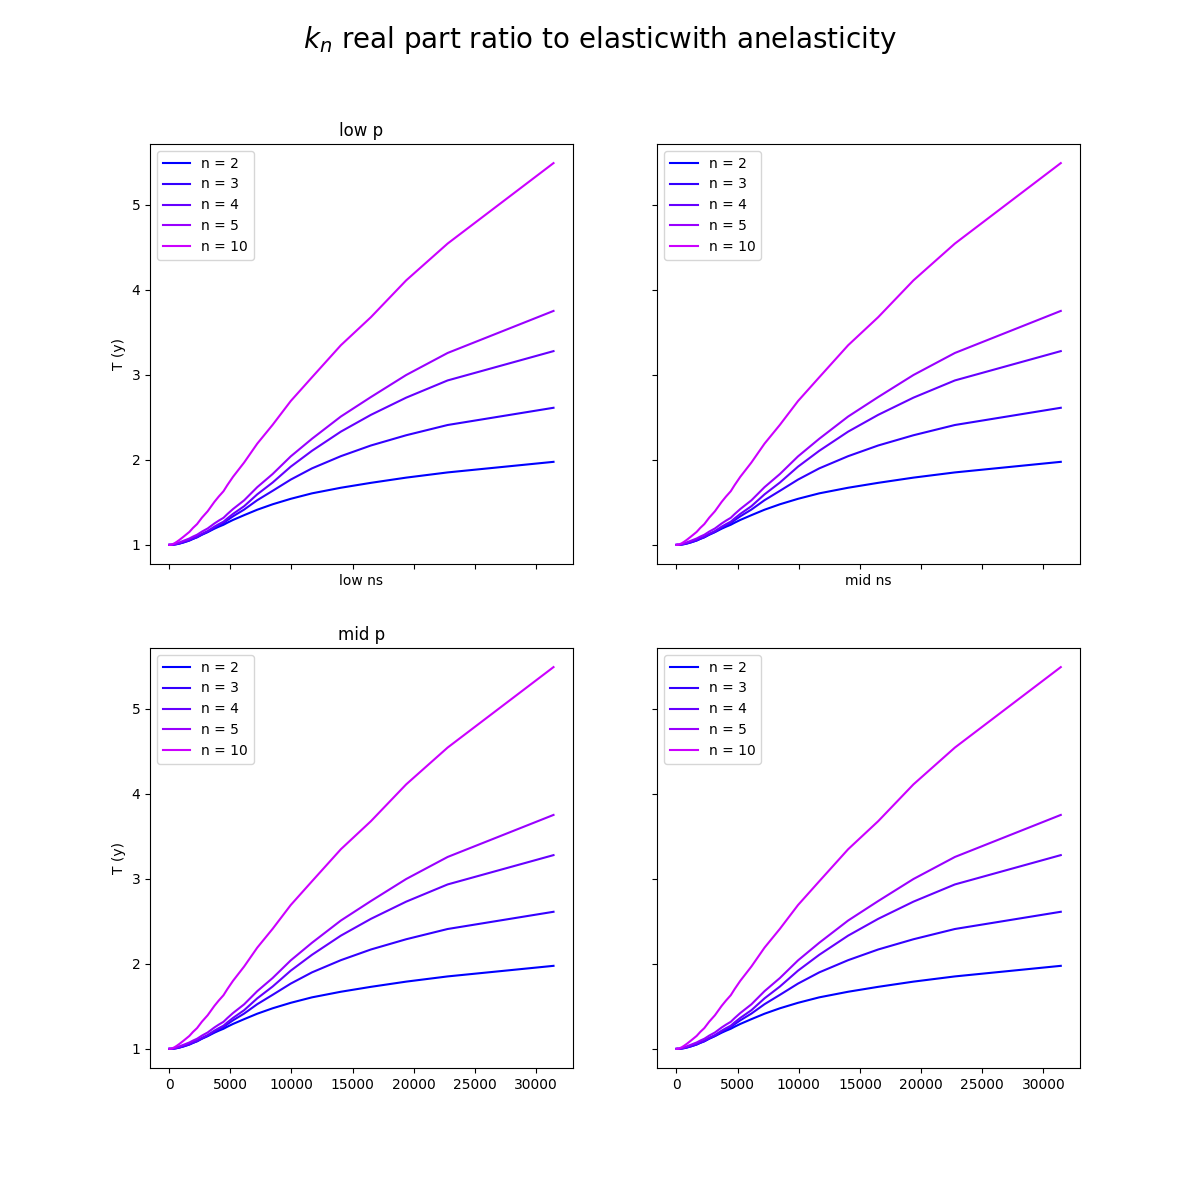 kₙ real part ratio to elasticwith anelasticity
low p
n = 2
n = 3
n = 4
n = 5
n = 10
5
4
3
2
1
T (y)
low ns
n = 2
n = 3
n = 4
n = 5
n = 10
mid ns
mid p
n = 2
n = 3
n = 4
n = 5
n = 10
5
4
3
2
1
T (y)
0 5000 10000 15000 20000 25000 30000
n = 2
n = 3
n = 4
n = 5
n = 10
0 5000 10000 15000 20000 25000 30000